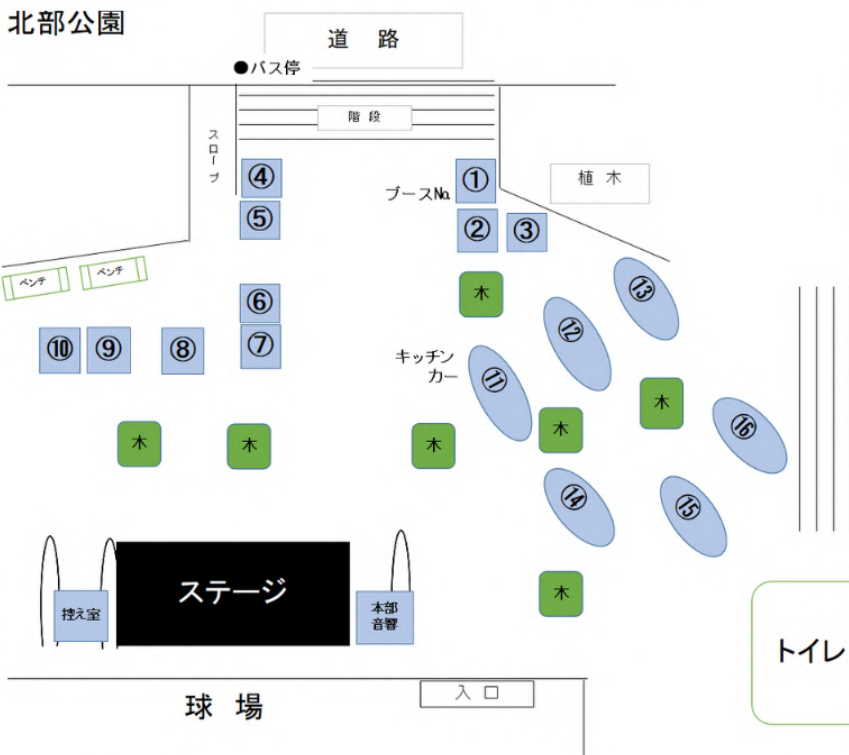 北部公園
道　路
●バス停
階 段
スロープ
④
①
植 木
ブースNo.
⑤
②
③
ベンチ
ベンチ
木
⑬
⑥
⑫
⑩
⑨
⑧
⑦
キッチン
カー
⑪
木
⑯
木
木
木
木
⑭
⑮
控え室
ステージ
本部
音響
木
トイレ
球　場
入 口